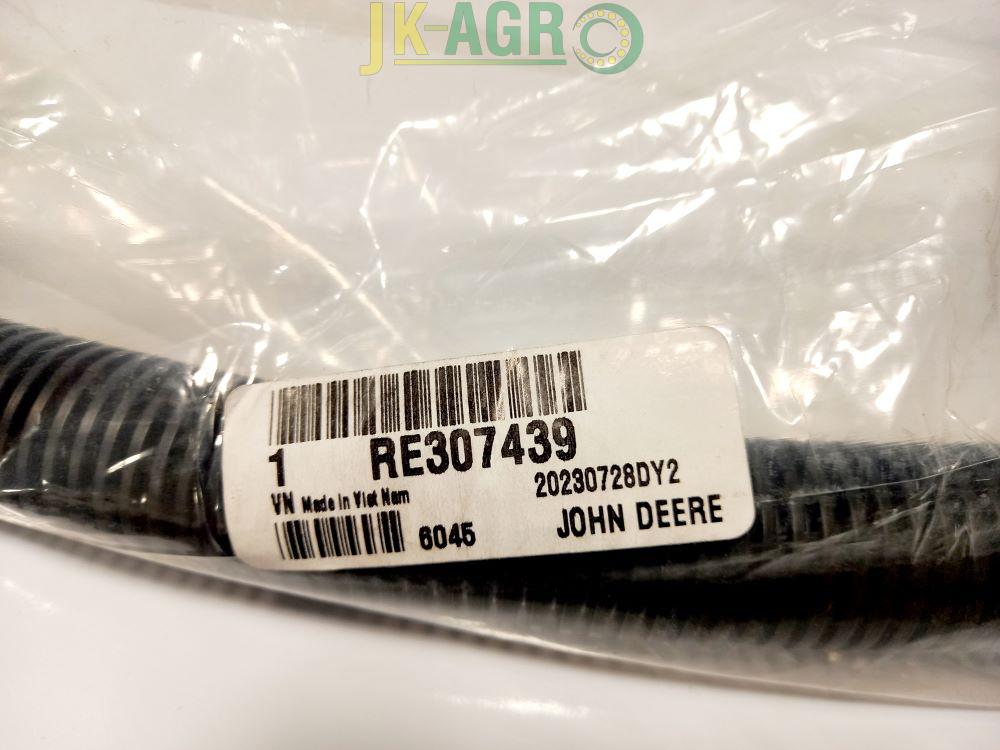 JK-AGRO
1 RE307439
VN Made in Viet Nam
20230728DY2
6045
JOHN DEERE